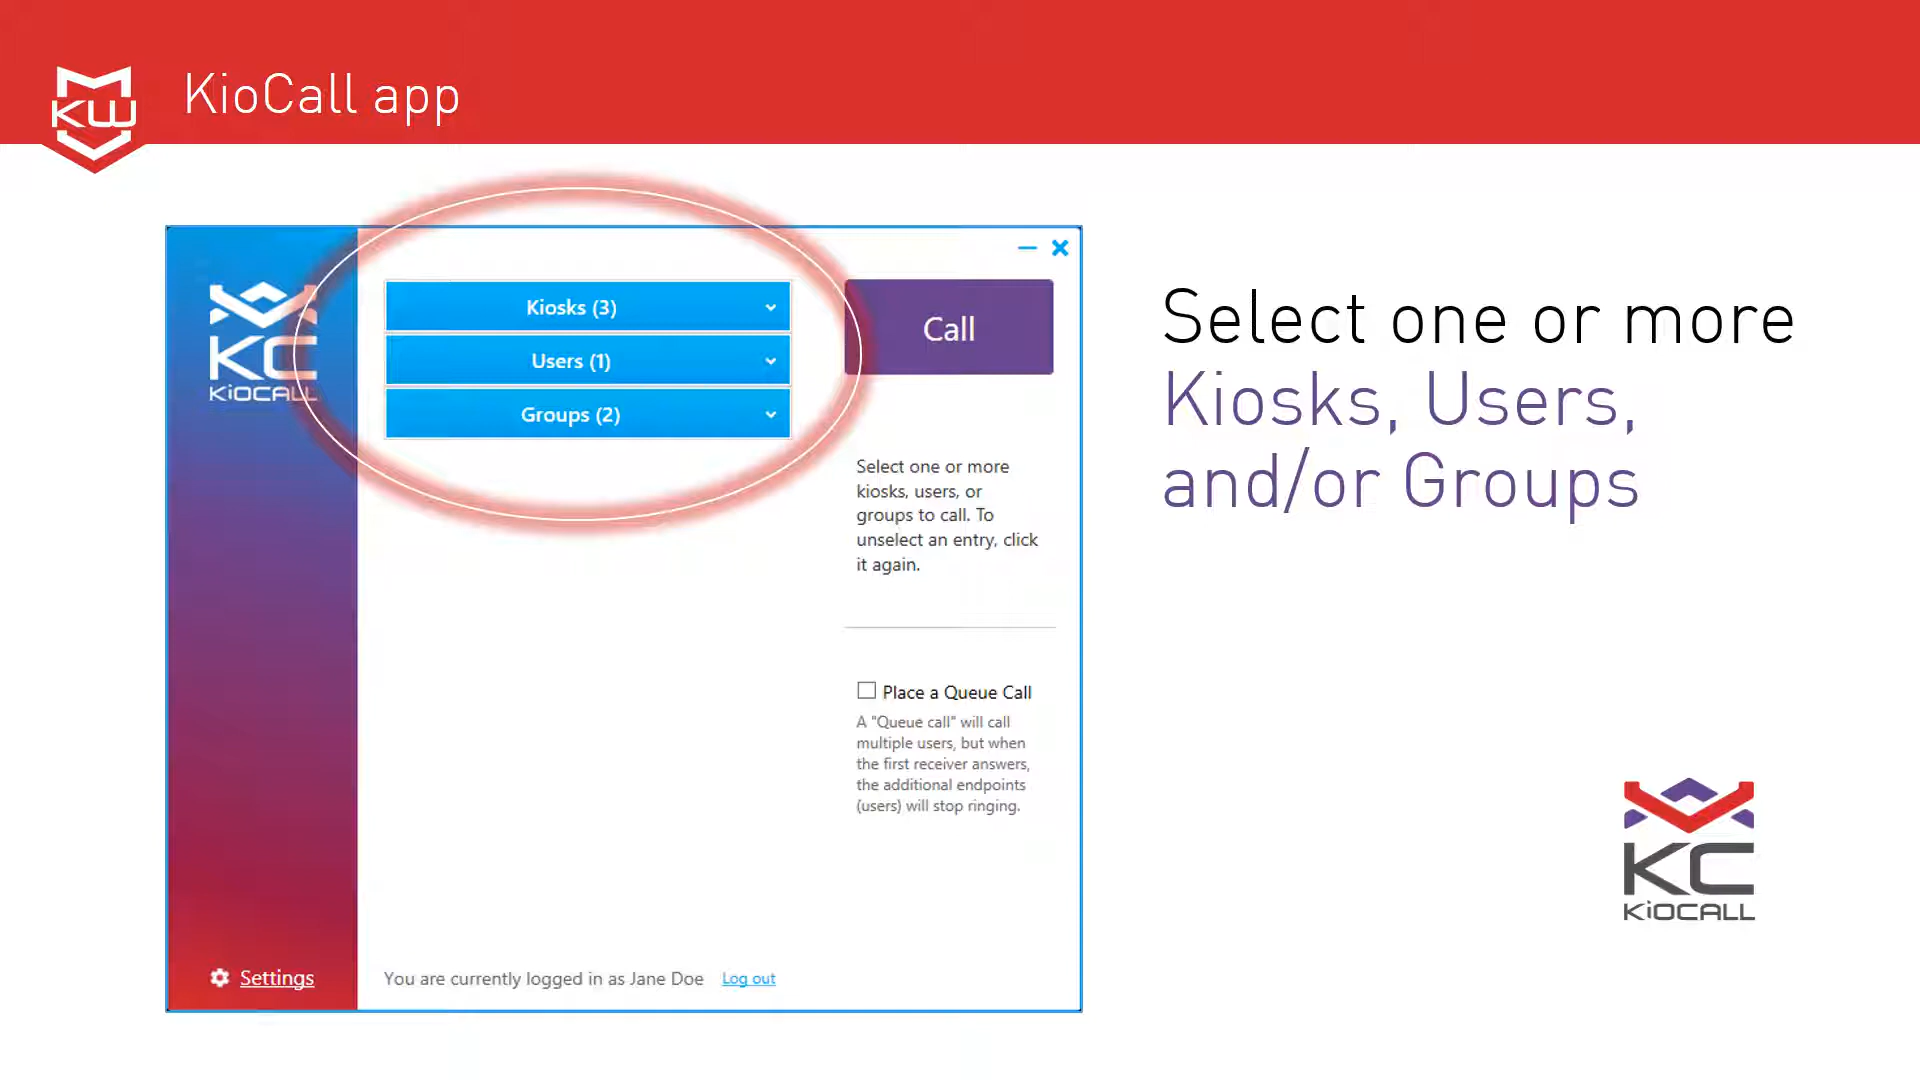 KW
KioCall app
KC
KiOCALL
Kiosks (3)
Users (1)
Groups (2)
Call
Select one or more
kiosks, users, or
groups to call. To
unselect an entry, click
it again.
Place a Queue Call
A "Queue call" will call
multiple users, but when
the first receiver answers,
the additional endpoints
(users) will stop ringing.
Settings
You are currently logged in as Jane Doe Log out
Select one or more
Kiosks, Users,
and/or Groups
KC
KiOCALL